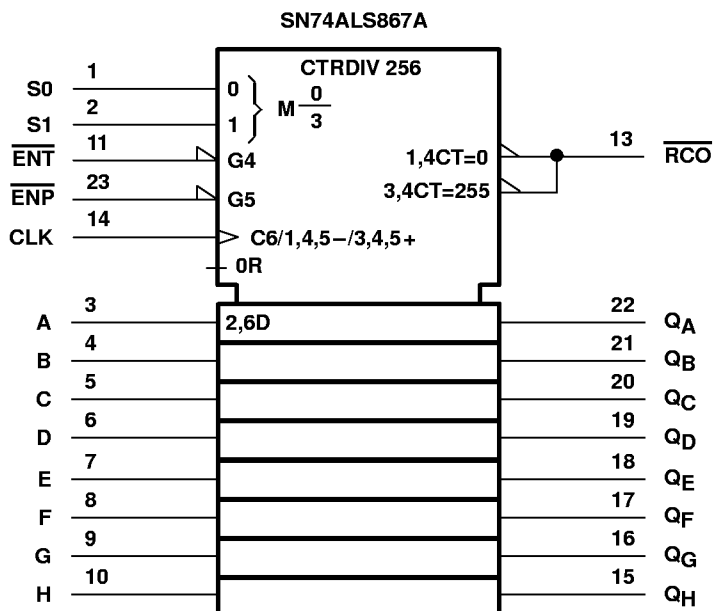 SN74ALS867A
CTRDIV 256
S0 1 0 M 0/3
S1 2 1
ENT 11 G4 1,4CT=0 13 RCO
ENP 23 G5 3,4CT=255
CLK 14 C6/1,4,5−/3,4,5+
0R
A 3 2,6D 22 QA
B 4 21 QB
C 5 20 QC
D 6 19 QD
E 7 18 QE
F 8 17 QF
G 9 16 QG
H 10 15 QH